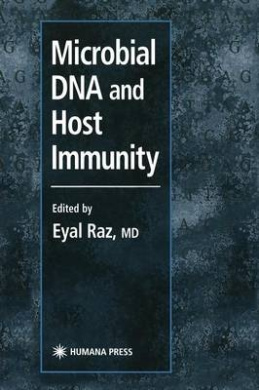 Microbial
DNA and
Host
Immunity
Edited by
Eyal Raz, MD
HUMANA PRESS